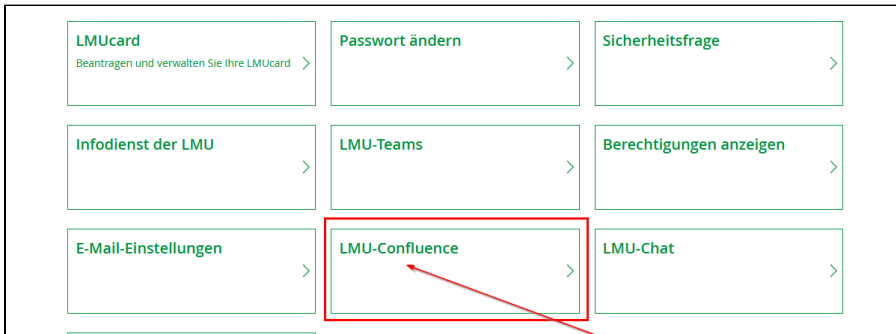 LMUcard
Beantragen und verwalten Sie Ihre LMUcard
Passwort ändern
Sicherheitsfrage
Infodienst der LMU
LMU-Teams
Berechtigungen anzeigen
E-Mail-Einstellungen
LMU-Confluence
LMU-Chat